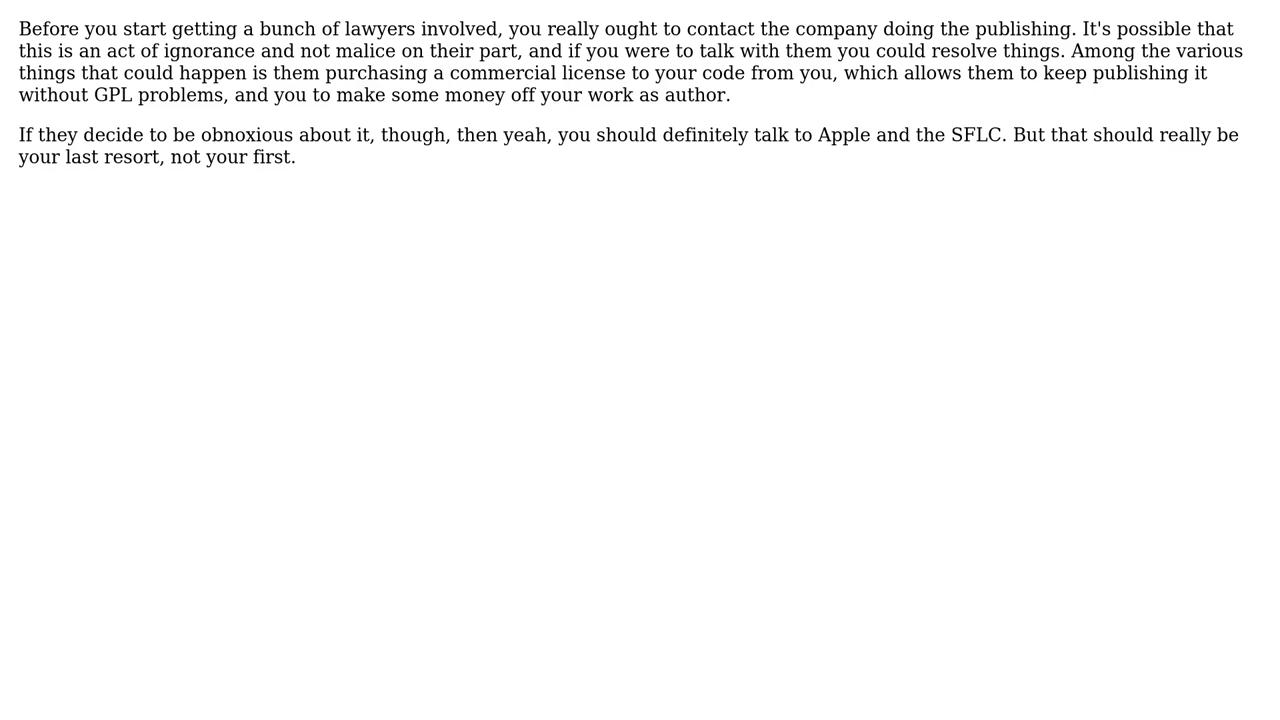 Before you start getting a bunch of lawyers involved, you really ought to contact the company doing the publishing. It's possible that
this is an act of ignorance and not malice on their part, and if you were to talk with them you could resolve things. Among the various
things that could happen is them purchasing a commercial license to your code from you, which allows them to keep publishing it
without GPL problems, and you to make some money off your work as author.
If they decide to be obnoxious about it, though, then yeah, you should definitely talk to Apple and the SFLC. But that should really be
your last resort, not your first.